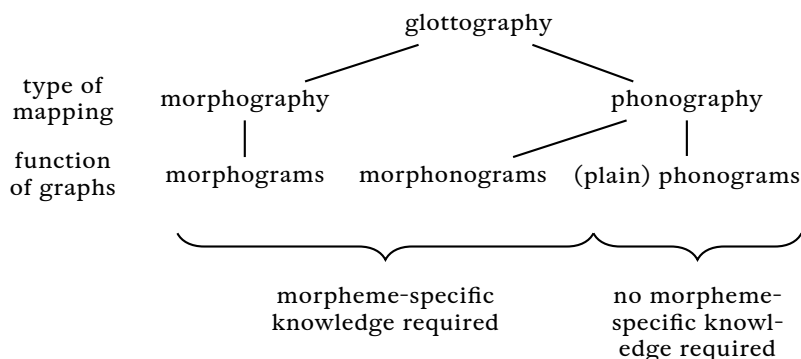 glottography
type of
mapping
morphography
phonography
function
of graphs
morphograms
morphonograms
(plain) phonograms
morpheme-specific
knowledge required
no morpheme-
specific knowl-
edge required